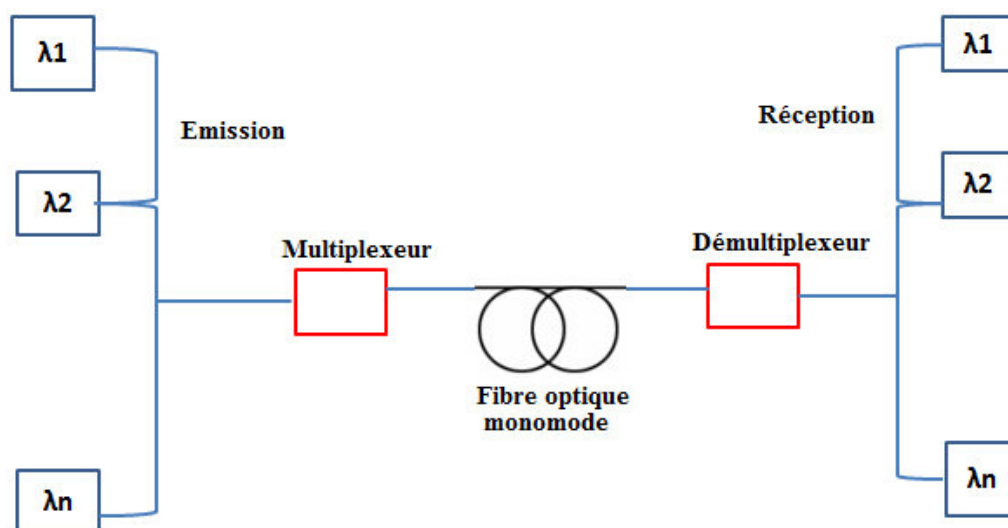 λ1
λ1
Emission
Réception
λ2
λ2
Multiplexeur
Démultiplexeur
Fibre optique
monomode
λn
λn